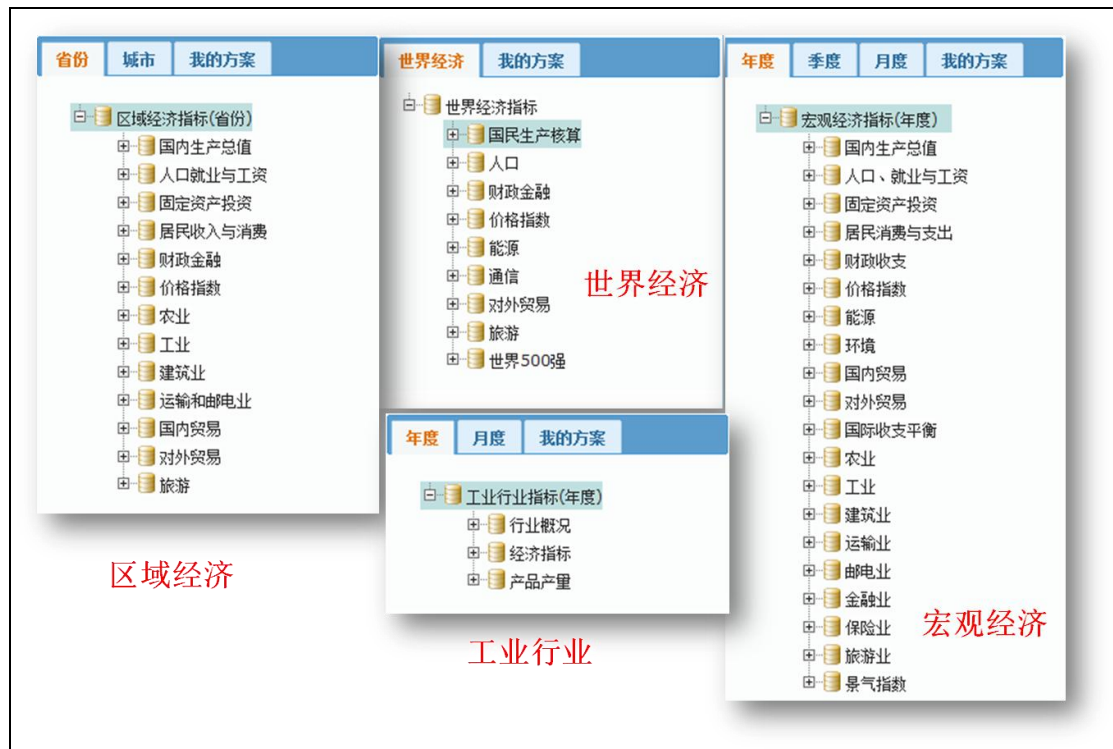 省份 城市 我的方案
区域经济指标(省份)
国内生产总值
人口就业与工资
固定资产投资
居民收入与消费
财政金融
价格指数
农业
工业
建筑业
运输和邮电业
国内贸易
对外贸易
旅游
区域经济
世界经济 我的方案
世界经济指标
国民生产核算
人口
财政金融
价格指数
能源
通信
对外贸易
旅游
世界500强
世界经济
年度 月度 我的方案
工业行业指标(年度)
行业概况
经济指标
产品产量
工业行业
年度 季度 月度 我的方案
宏观经济指标(年度)
国内生产总值
人口、就业与工资
固定资产投资
居民消费与支出
财政收支
价格指数
能源
环境
国内贸易
对外贸易
国际收支平衡
农业
工业
建筑业
运输业
邮电业
金融业
保险业
旅游业
景气指数
宏观经济